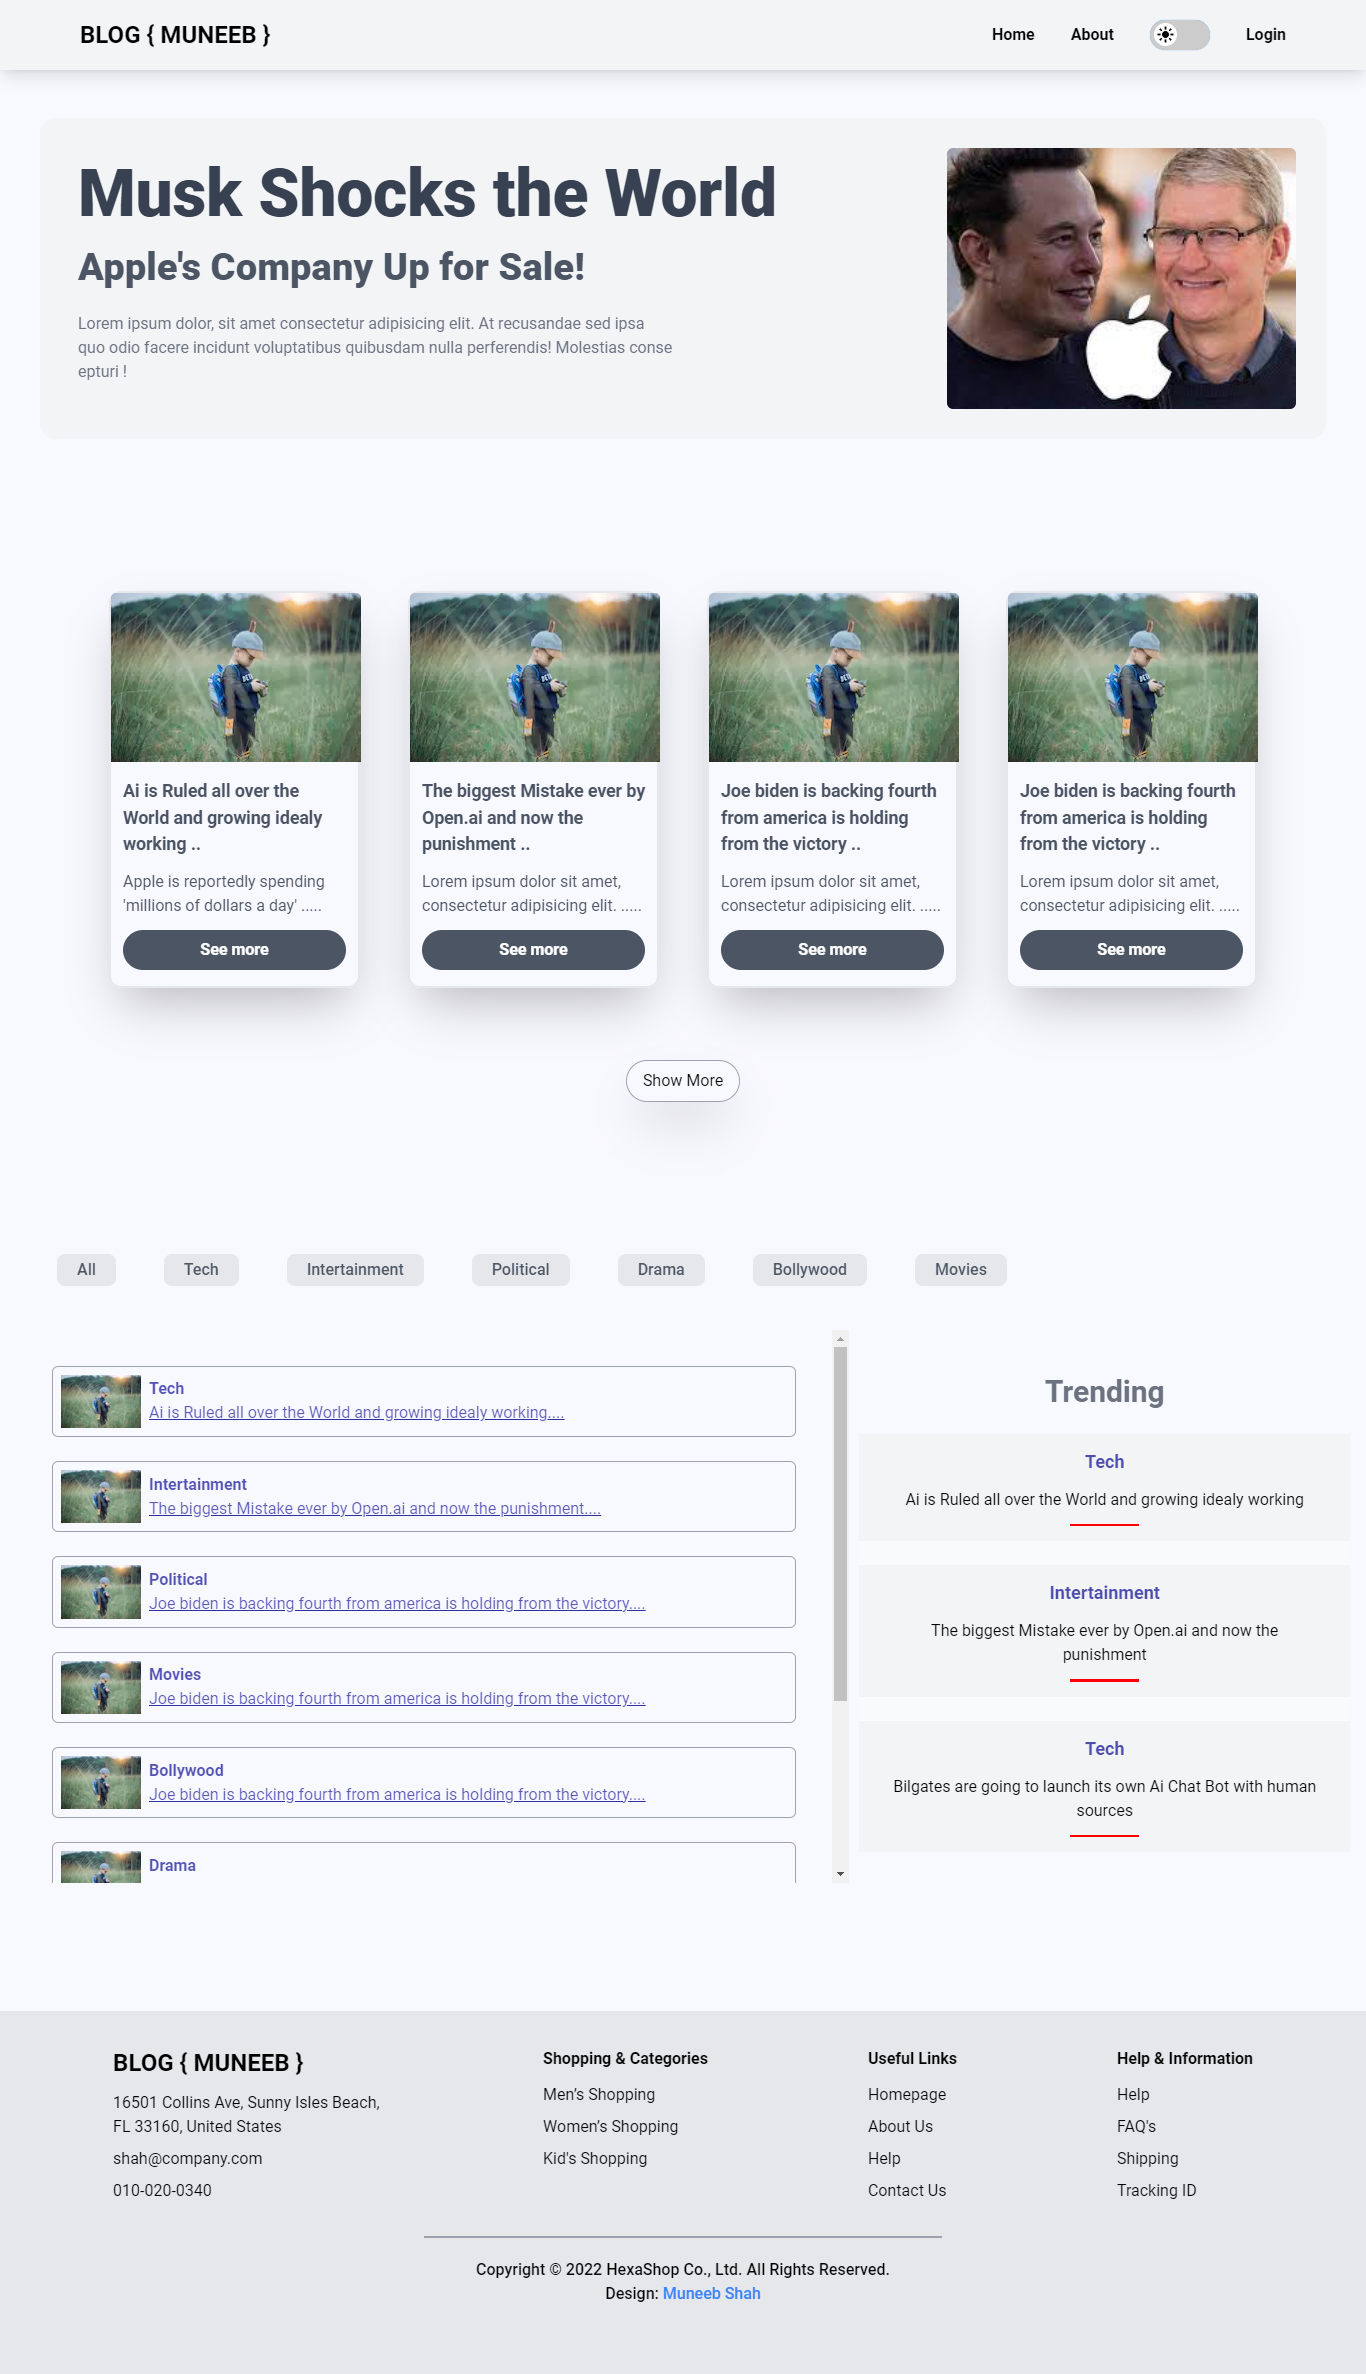 BLOG { MUNEEB }
Home
About
Login
Musk Shocks the World
Apple's Company Up for Sale!
Lorem ipsum dolor, sit amet consectetur adipisicing elit. At recusandae sed ipsa
quo odio facere incidunt voluptatibus quibusdam nulla perferendis! Molestias conse
epturi !
Ai is Ruled all over the
World and growing idealy
working ..
Apple is reportedly spending
'millions of dollars a day' .....
See more
The biggest Mistake ever by
Open.ai and now the
punishment ..
Lorem ipsum dolor sit amet,
consectetur adipisicing elit. .....
See more
Joe biden is backing fourth
from america is holding
from the victory ..
Lorem ipsum dolor sit amet,
consectetur adipisicing elit. .....
See more
Joe biden is backing fourth
from america is holding
from the victory ..
Lorem ipsum dolor sit amet,
consectetur adipisicing elit. .....
See more
Show More
All
Tech
Intertainment
Political
Drama
Bollywood
Movies
Tech
Ai is Ruled all over the World and growing idealy working....
Intertainment
The biggest Mistake ever by Open.ai and now the punishment....
Political
Joe biden is backing fourth from america is holding from the victory....
Movies
Joe biden is backing fourth from america is holding from the victory....
Bollywood
Joe biden is backing fourth from america is holding from the victory....
Drama
Trending
Tech
Ai is Ruled all over the World and growing idealy working
Intertainment
The biggest Mistake ever by Open.ai and now the
punishment
Tech
Bilgates are going to launch its own Ai Chat Bot with human
sources
BLOG { MUNEEB }
16501 Collins Ave, Sunny Isles Beach,
FL 33160, United States
shah@company.com
010-020-0340
Shopping & Categories
Men’s Shopping
Women’s Shopping
Kid's Shopping
Useful Links
Homepage
About Us
Help
Contact Us
Help & Information
Help
FAQ's
Shipping
Tracking ID
Copyright © 2022 HexaShop Co., Ltd. All Rights Reserved.
Design: Muneeb Shah